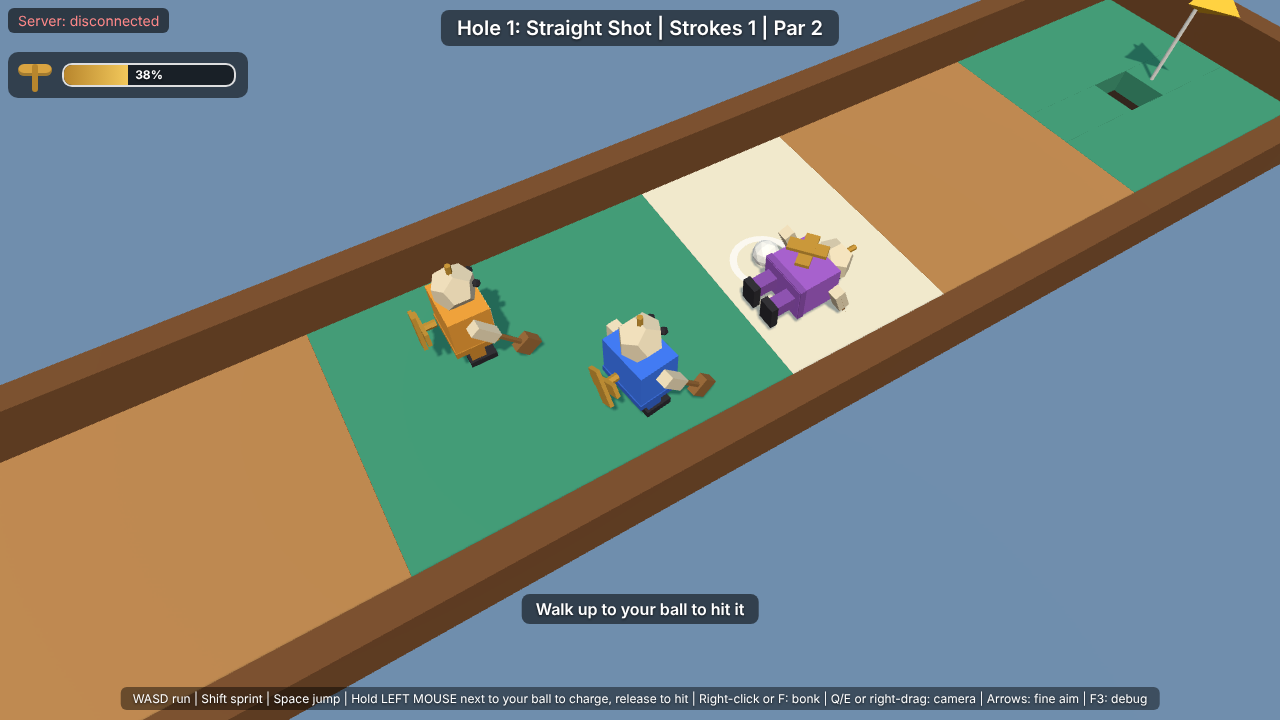 Server: disconnected
Hole 1: Straight Shot | Strokes 1 | Par 2
38%
Walk up to your ball to hit it
WASD run | Shift sprint | Space jump | Hold LEFT MOUSE next to your ball to charge, release to hit | Right-click or F: bonk | Q/E or right-drag: camera | Arrows: fine aim | F3: debug